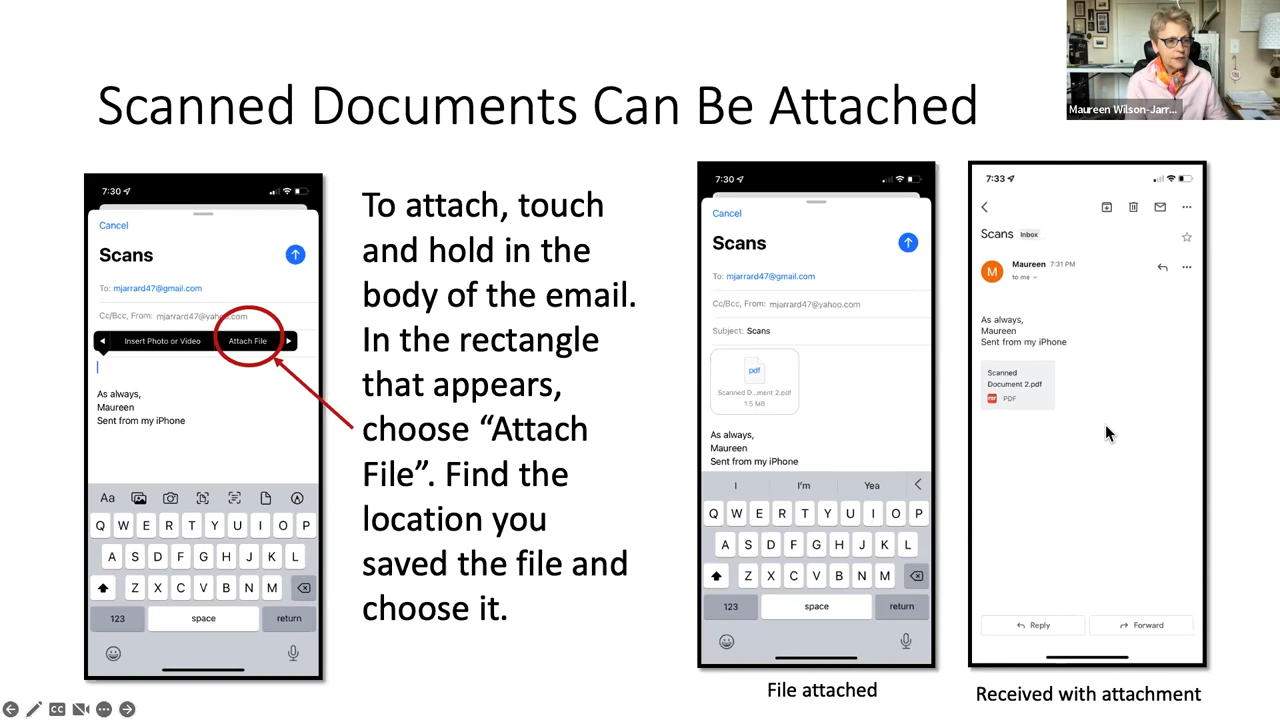 Maureen Wilson-Jarr...
Scanned Documents Can Be Attached
7:30
Cancel
Scans
To: mjarrard47@gmail.com
Cc/Bcc, From: mjarrard47@yahoo.com
Insert Photo or Video
Attach File
As always,
Maureen
Sent from my iPhone
Aa
Q W E R T Y U I O P
A S D F G H J K L
Z X C V B N M
123
space
return
To attach, touch
and hold in the
body of the email.
In the rectangle
that appears,
choose “Attach
File”. Find the
location you
saved the file and
choose it.
7:30
Cancel
Scans
To: mjarrard47@gmail.com
Cc/Bcc, From: mjarrard47@yahoo.com
Subject: Scans
pdf
Scanned D...ment 2.pdf
1.5 MB
As always,
Maureen
Sent from my iPhone
I
I'm
Yea
Q W E R T Y U I O P
A S D F G H J K L
Z X C V B N M
123
space
return
File attached
7:33
Scans
Inbox
M
Maureen 7:31 PM
to me
As always,
Maureen
Sent from my iPhone
Scanned
Document 2.pdf
PDF
PDF
Reply
Forward
Received with attachment
CC